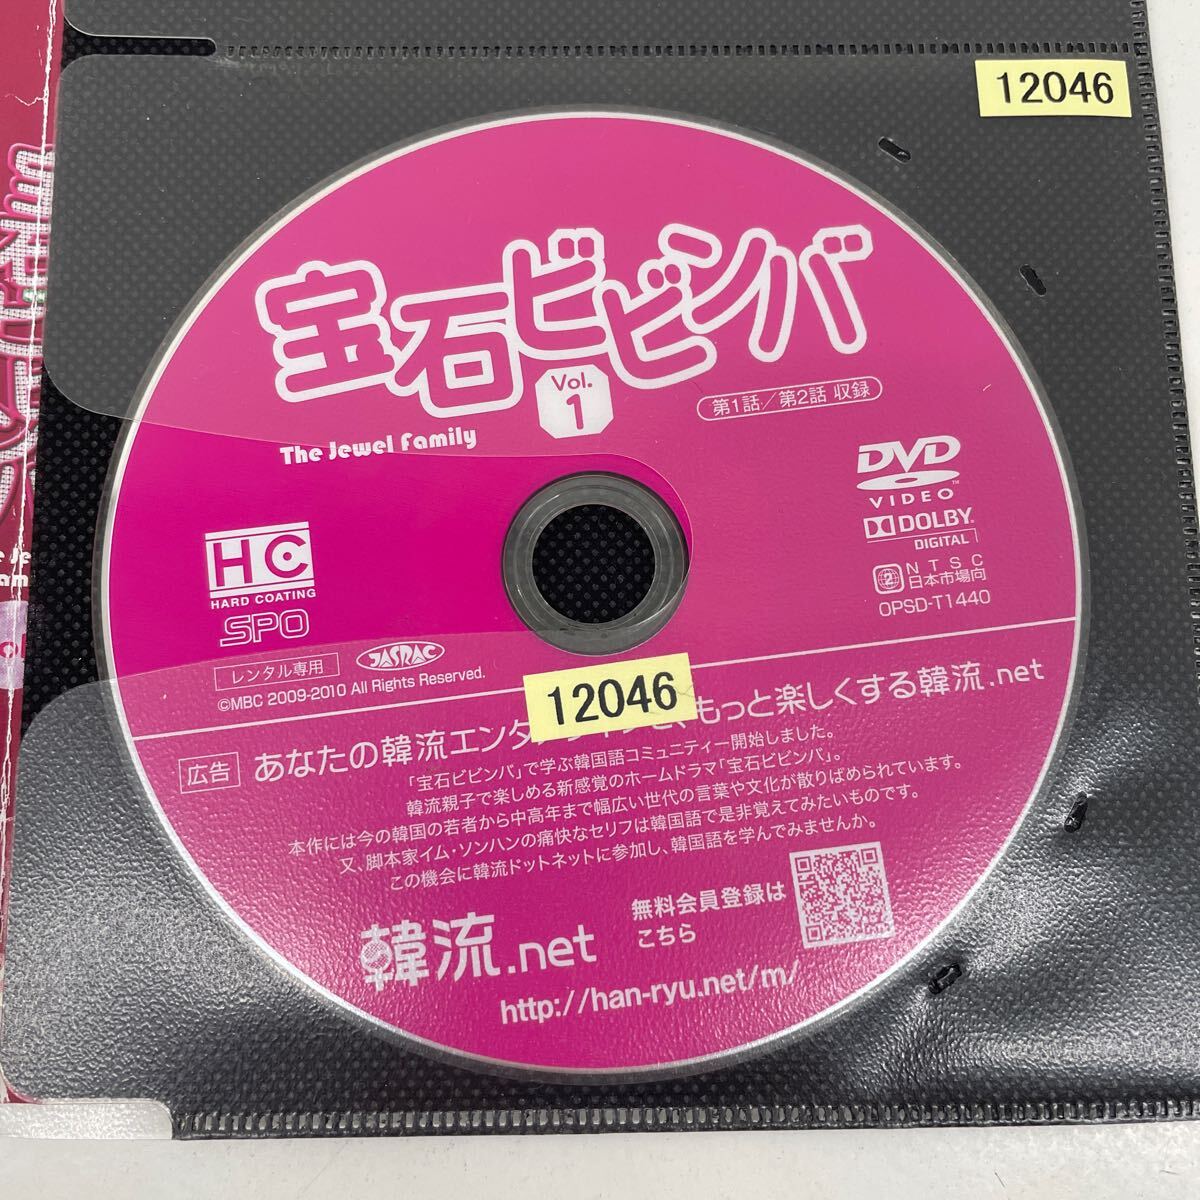 12046
宝石ビビンバ
Vol.
1
第1話／第2話 収録
The Jewel Family
DVD
VIDEO
DOLBY
DIGITAL
2
NTSC
日本市場向
OPSD-T1440
HC
HARD COATING
SPO
レンタル専用
JASRAC
©MBC 2009-2010 All Rights Reserved.
12046
広告
あなたの韓流エンタ もっと楽しくする韓流.net
「宝石ビビンバ」で学ぶ韓国語コミュニティー開始しました。
韓流親子で楽しめる新感覚のホームドラマ「宝石ビビンバ」。
本作には今の韓国の若者から中高年まで幅広い世代の言葉や文化が散りばめられています。
又、脚本家イム・ソンハンの痛快なセリフは韓国語で是非覚えてみたいものです。
この機会に韓流ドットネットに参加し、韓国語を学んでみませんか。
韓流.net
無料会員登録は
こちら
http://han-ryu.net/m/